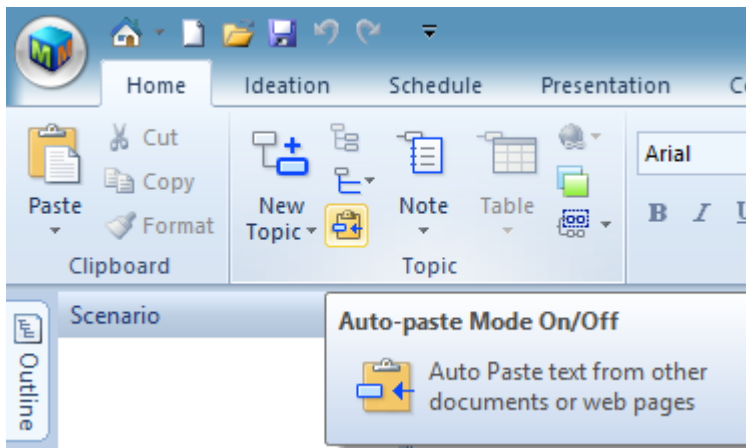 Home Ideation Schedule Presentation
Cut
Copy
Format
Paste
Clipboard
New
Topic
Note
Table
Topic
Arial
B I U
Outline
Scenario
Auto-paste Mode On/Off
Auto Paste text from other
documents or web pages